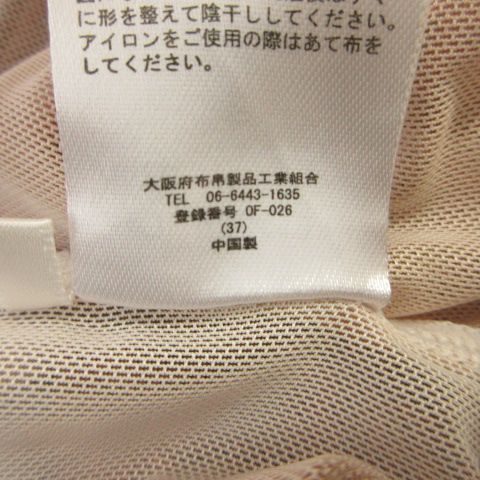 に形を整えて陰干ししてください。
アイロンをご使用の際はあて布を
してください。
大阪府布帛製品工業組合
TEL 06-6443-1635
登録番号 OF-026
(37)
中国製